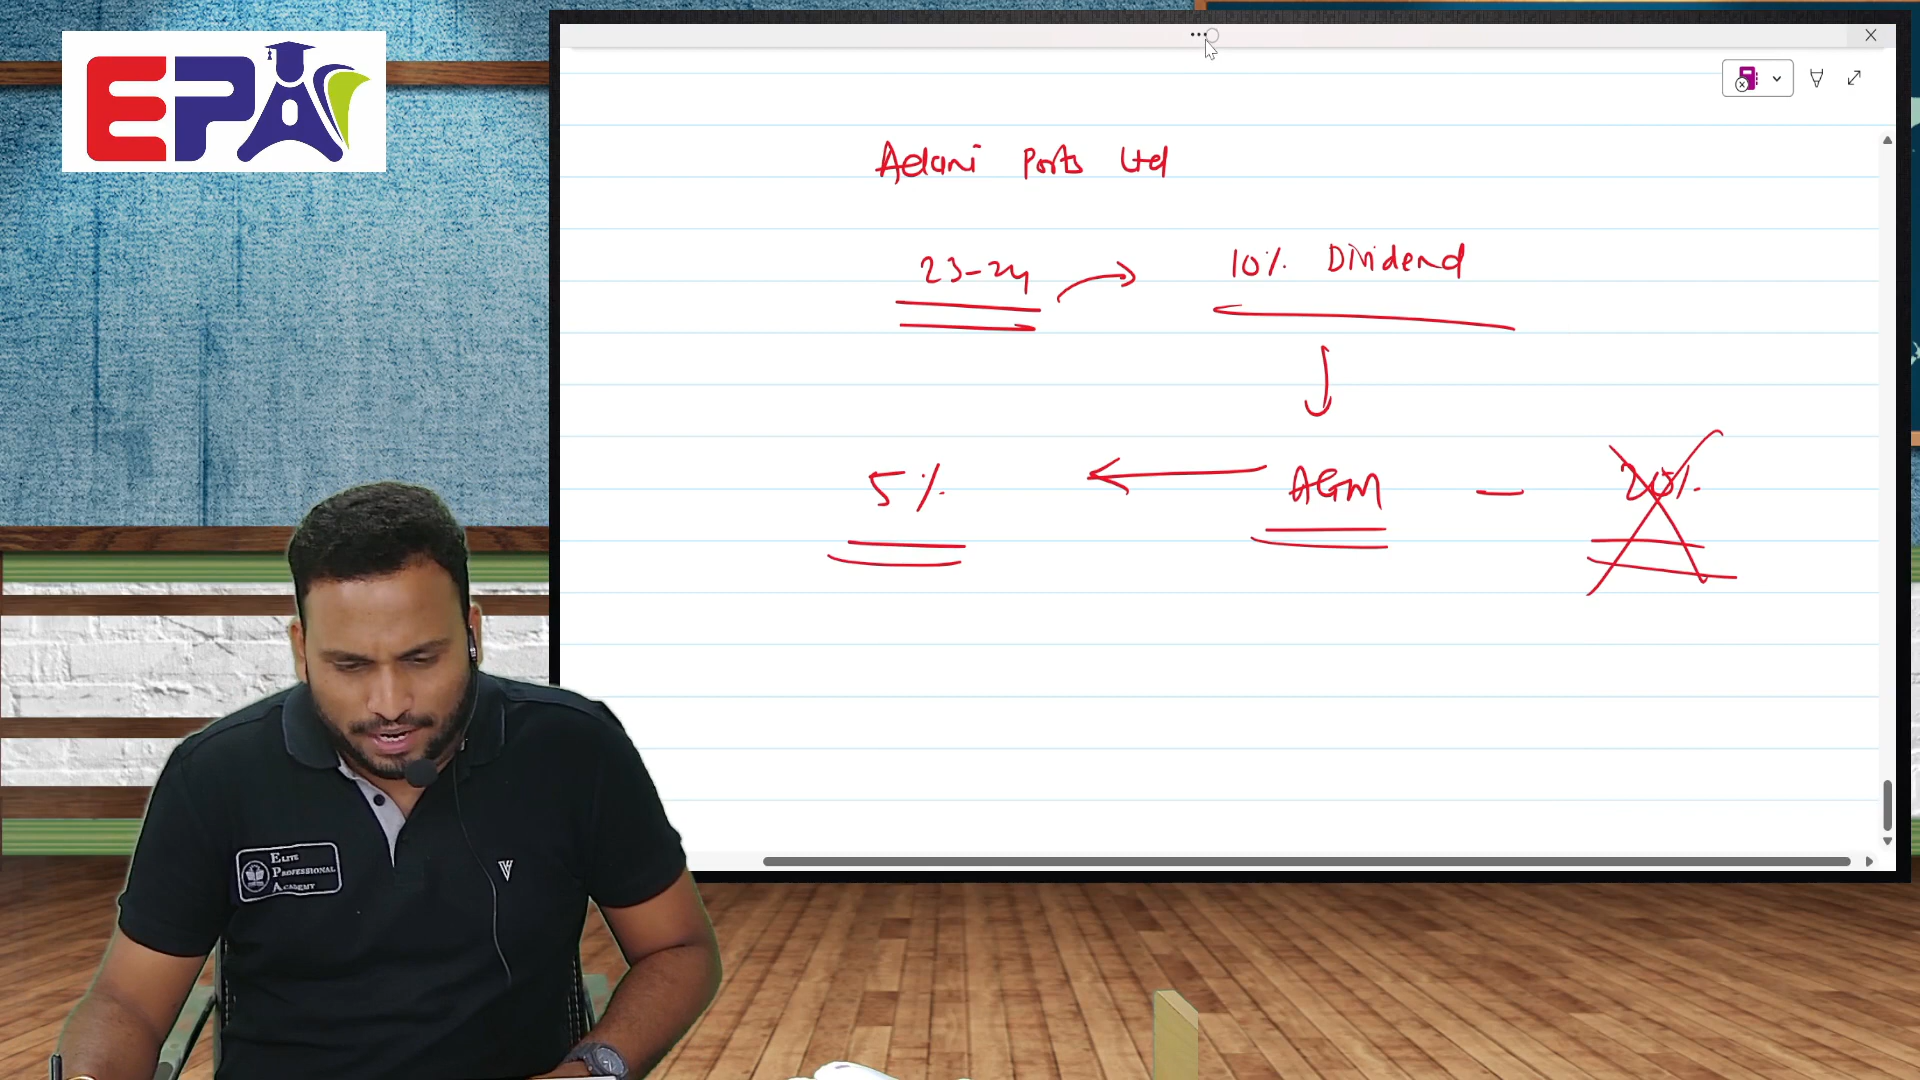 EPA
Adani Ports Ltd
23-24 10% Dividend
5% AGM - 20%
ELITE
PROFESSIONAL
ACADEMY